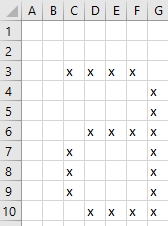 A B C D E F G
1
2
3 x x x x
4 x
5 x
6 x x x x
7 x x
8 x x
9 x x
10 x x x x